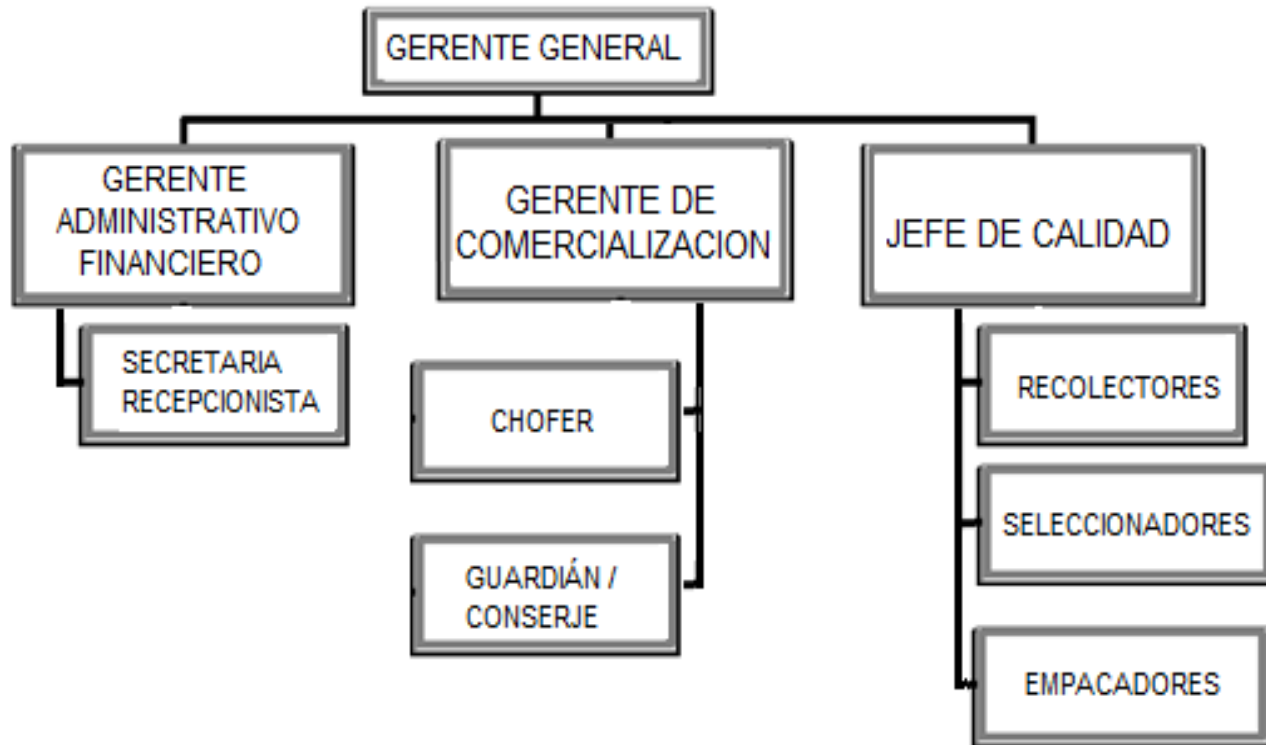 GERENTE GENERAL
GERENTE
ADMINISTRATIVO
FINANCIERO
GERENTE DE
COMERCIALIZACION
JEFE DE CALIDAD
SECRETARIA
RECEPCIONISTA
CHOFER
GUARDIÁN /
CONSERJE
RECOLECTORES
SELECCIONADORES
EMPACADORES